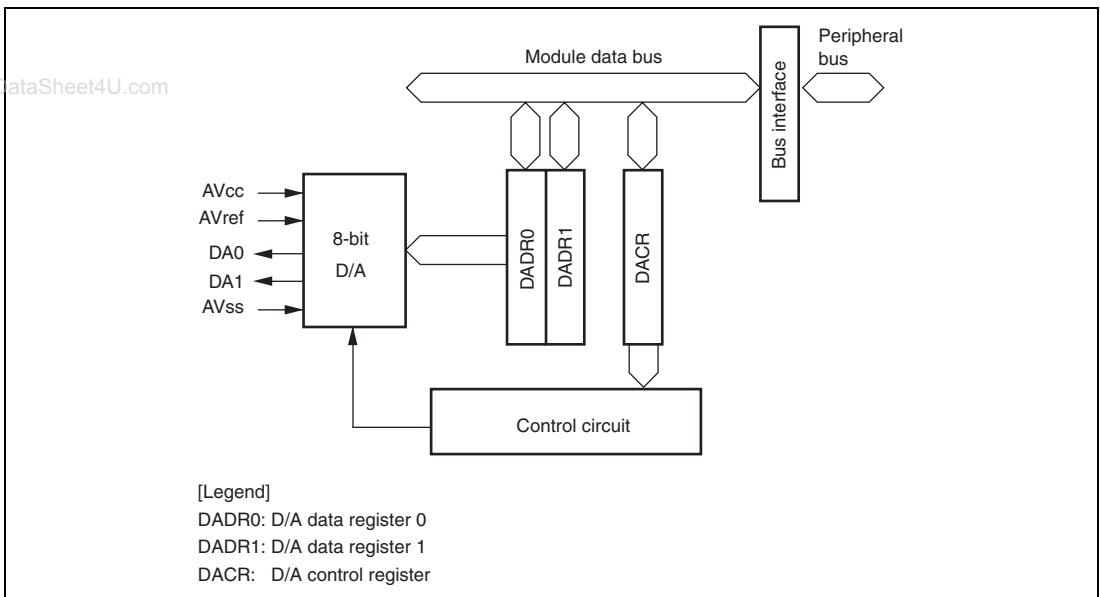 Module data bus
Peripheral
bus
Bus interface
DataSheet4U.com
AVcc
AVref
DA0
DA1
AVss
8-bit
D/A
DADR0
DADR1
DACR
Control circuit
[Legend]
DADR0: D/A data register 0
DADR1: D/A data register 1
DACR: D/A control register